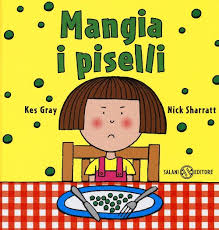 Mangia
i piselli
Kes Gray
Nick Sharratt
SALANI EDITORE